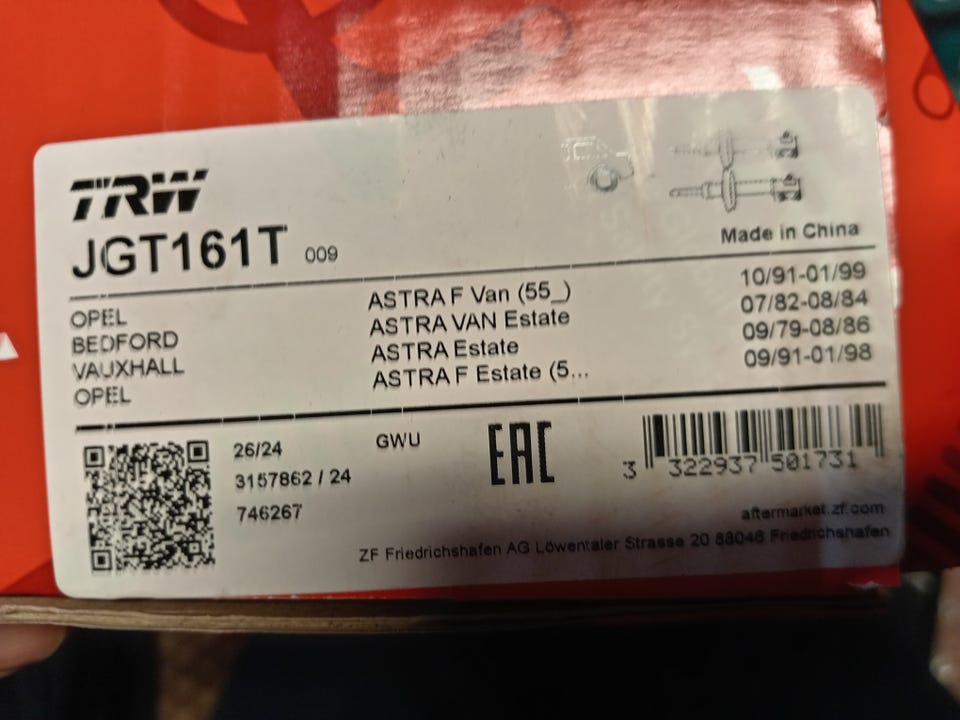 TRW
JGT161T 009
Made in China
OPEL ASTRA F Van (55_) 10/91-01/99
BEDFORD ASTRA VAN Estate 07/82-08/84
VAUXHALL ASTRA Estate 09/79-08/86
OPEL ASTRA F Estate (5... 09/91-01/98
26/24 GWU EAC
3157862 / 24
746267
3 322937 501731
aftermarket.zf.com
ZF Friedrichshafen AG Löwentaler Strasse 20 88046 Friedrichshafen